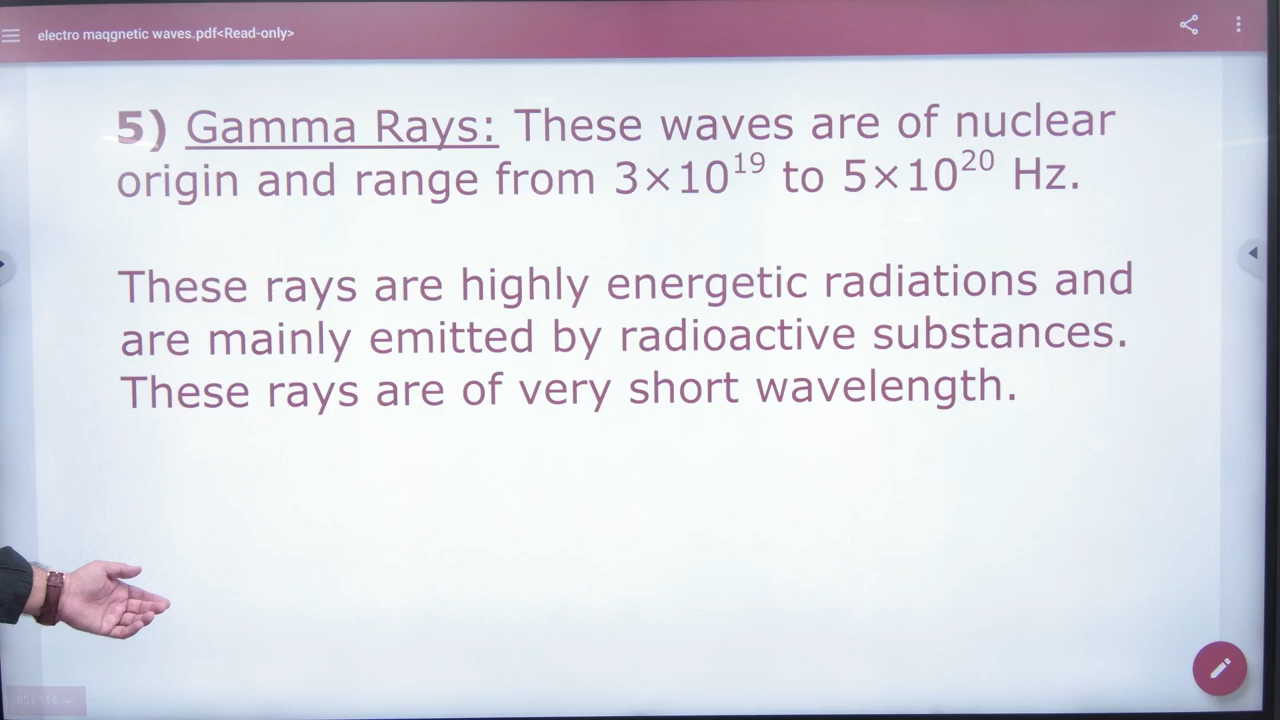 electro maqgnetic waves.pdf<Read-only>
5) Gamma Rays: These waves are of nuclear
origin and range from 3×10¹⁹ to 5×10²⁰ Hz.
These rays are highly energetic radiations and
are mainly emitted by radioactive substances.
These rays are of very short wavelength.
85 / 114